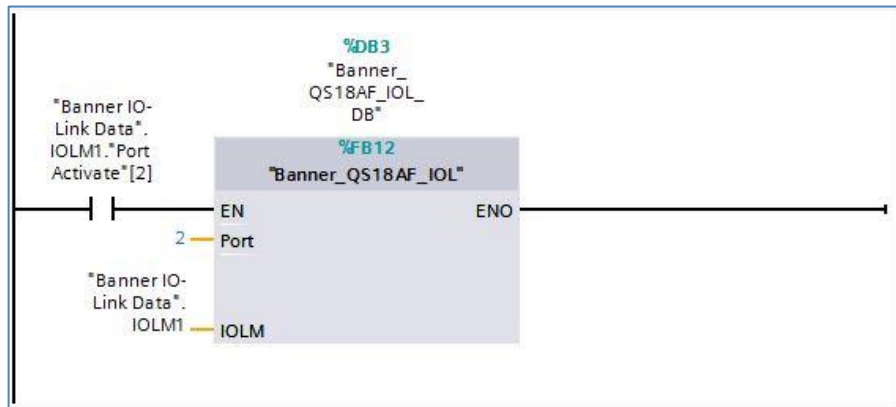 %DB3
"Banner_
QS18AF_IOL_
DB"
"Banner IO-
Link Data".
IOLM1."Port
Activate"[2]
%FB12
"Banner_QS18AF_IOL"
EN
ENO
2
Port
"Banner IO-
Link Data".
IOLM1
IOLM